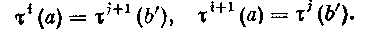 τ^i (a) = τ^{j+1} (b′),   τ^{i+1} (a) = τ^j (b′).